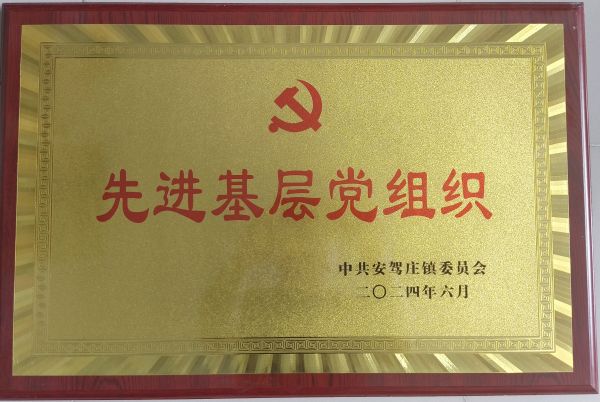 先进基层党组织
中共安驾庄镇委员会
二〇二四年六月